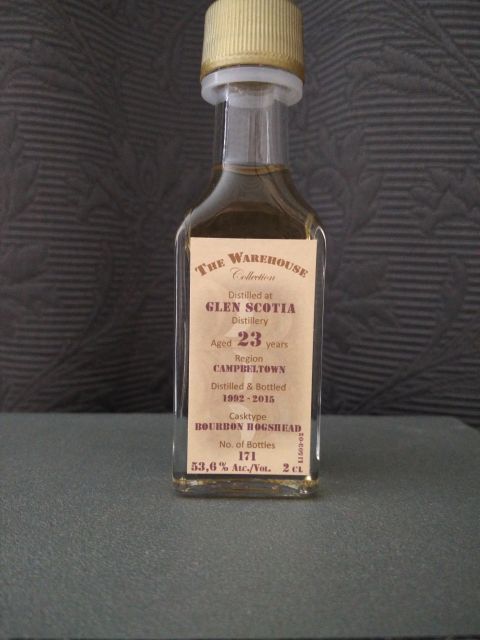 THE WAREHOUSE
Collection
Distilled at
GLEN SCOTIA
Distillery
Aged 23 years
Region
CAMPBELTOWN
Distilled & Bottled
1992 - 2015
Casktype
BOURBON HOGSHEAD
No. of Bottles
171
53,6 % ALC./VOL. 2 CL